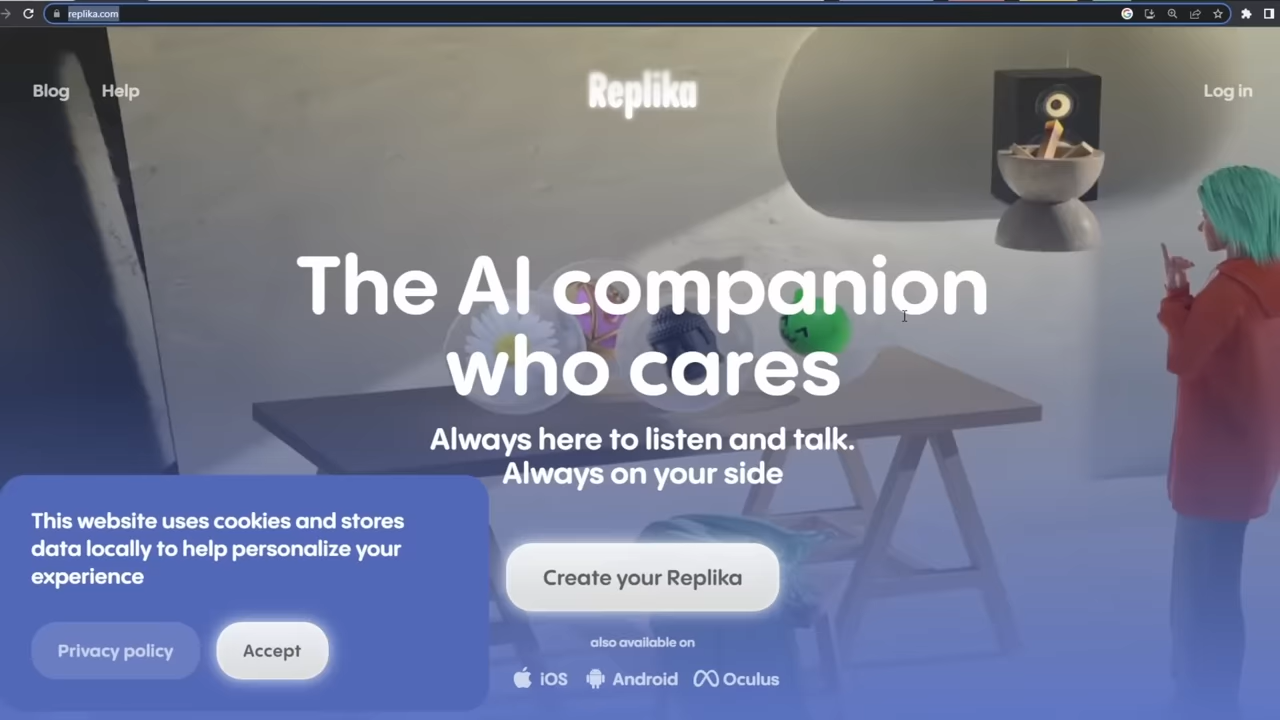 replika.com
Blog
Help
Replika
Log in
The AI companion
who cares
Always here to listen and talk.
Always on your side
This website uses cookies and stores
data locally to help personalize your
experience
Privacy policy
Accept
Create your Replika
also available on
iOS
Android
Oculus